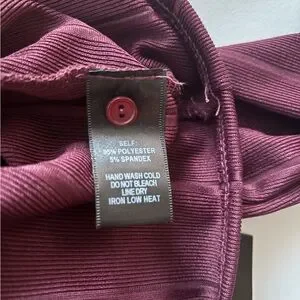 SELF:
95% POLYESTER
5% SPANDEX
HAND WASH COLD
DO NOT BLEACH
LINE DRY
IRON LOW HEAT